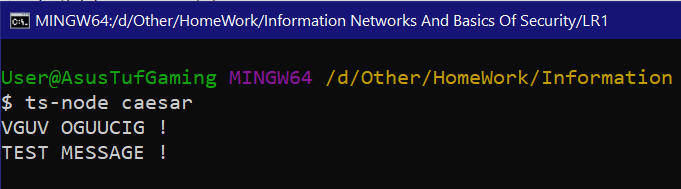 MINGW64:/d/Other/HomeWork/Information Networks And Basics Of Security/LR1
User@AsusTufGaming MINGW64 /d/Other/HomeWork/Information
$ ts-node caesar
VGUV OGUUCIG !
TEST MESSAGE !